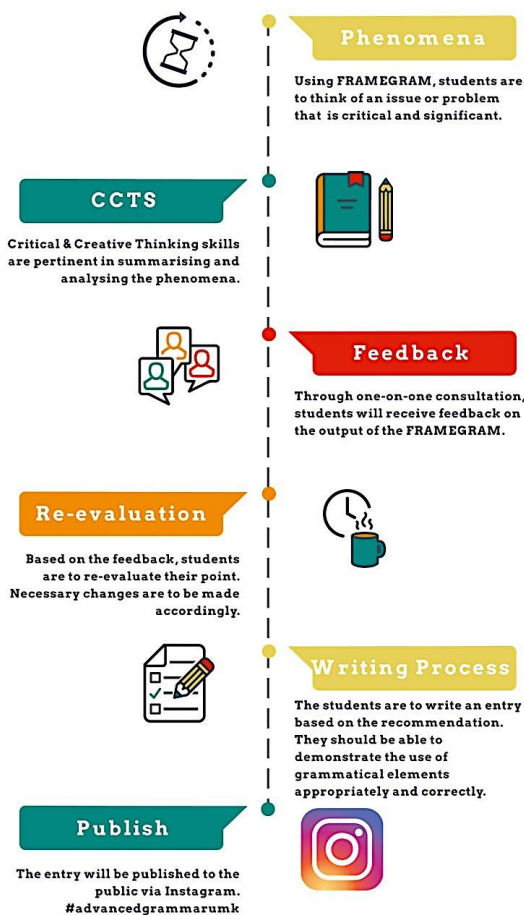 Phenomena
Using FRAMEGRAM, students are
to think of an issue or problem
that is critical and significant.
CCTS
Critical & Creative Thinking skills
are pertinent in summarising and
analysing the phenomena.
Feedback
Through one-on-one consultation,
students will receive feedback on
the output of the FRAMEGRAM.
Re-evaluation
Based on the feedback, students
are to re-evaluate their point.
Necessary changes are to be made
accordingly.
Writing Process
The students are to write an entry
based on the recommendation.
They should be able to
demonstrate the use of
grammatical elements
appropriately and correctly.
Publish
The entry will be published to the
public via Instagram.
#advancedgrammarumk